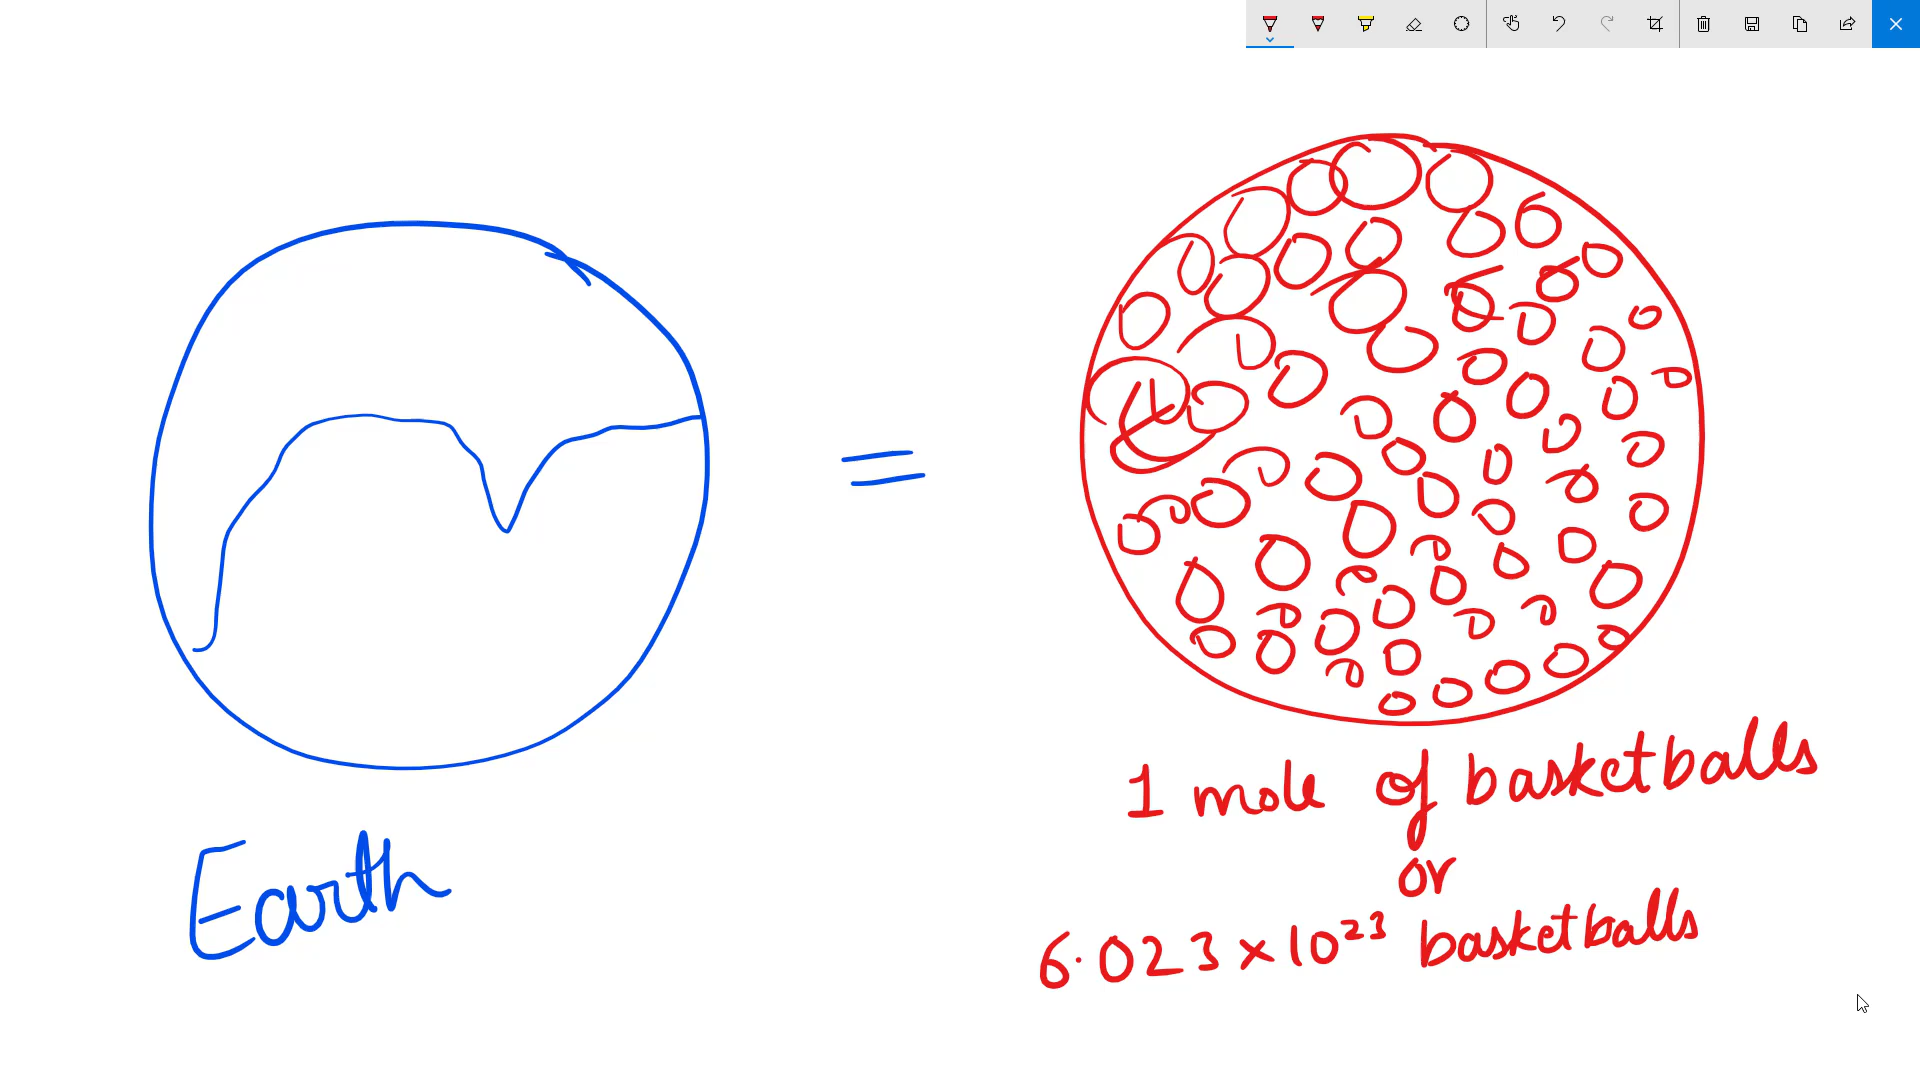 Earth
=
1 mole of basketballs
or
6.023 × 10²³ basketballs